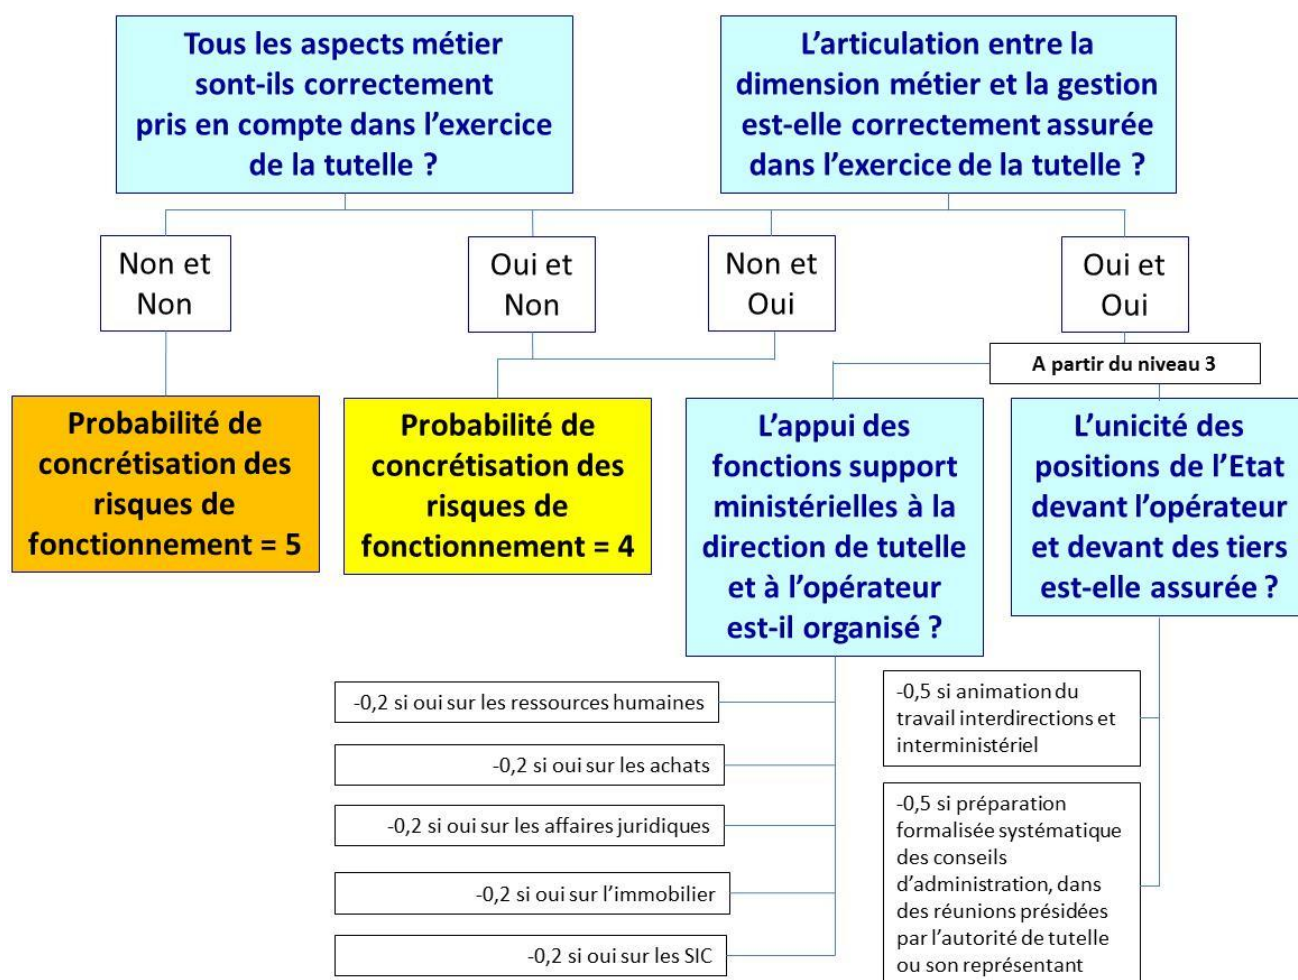 Tous les aspects métier
sont-ils correctement
pris en compte dans l’exercice
de la tutelle ?
L’articulation entre la
dimension métier et la gestion
est-elle correctement assurée
dans l’exercice de la tutelle ?
Non et
Non
Oui et
Non
Non et
Oui
Oui et
Oui
A partir du niveau 3
Probabilité de
concrétisation des
risques de
fonctionnement = 5
Probabilité de
concrétisation des
risques de
fonctionnement = 4
L’appui des
fonctions support
ministérielles à la
direction de tutelle
et à l’opérateur
est-il organisé ?
L’unicité des
positions de l’Etat
devant l’opérateur
et devant des tiers
est-elle assurée ?
-0,2 si oui sur les ressources humaines
-0,2 si oui sur les achats
-0,2 si oui sur les affaires juridiques
-0,2 si oui sur l’immobilier
-0,2 si oui sur les SIC
-0,5 si animation du
travail interdirections et
interministériel
-0,5 si préparation
formalisée systématique
des conseils
d’administration, dans
des réunions présidées
par l’autorité de tutelle
ou son représentant